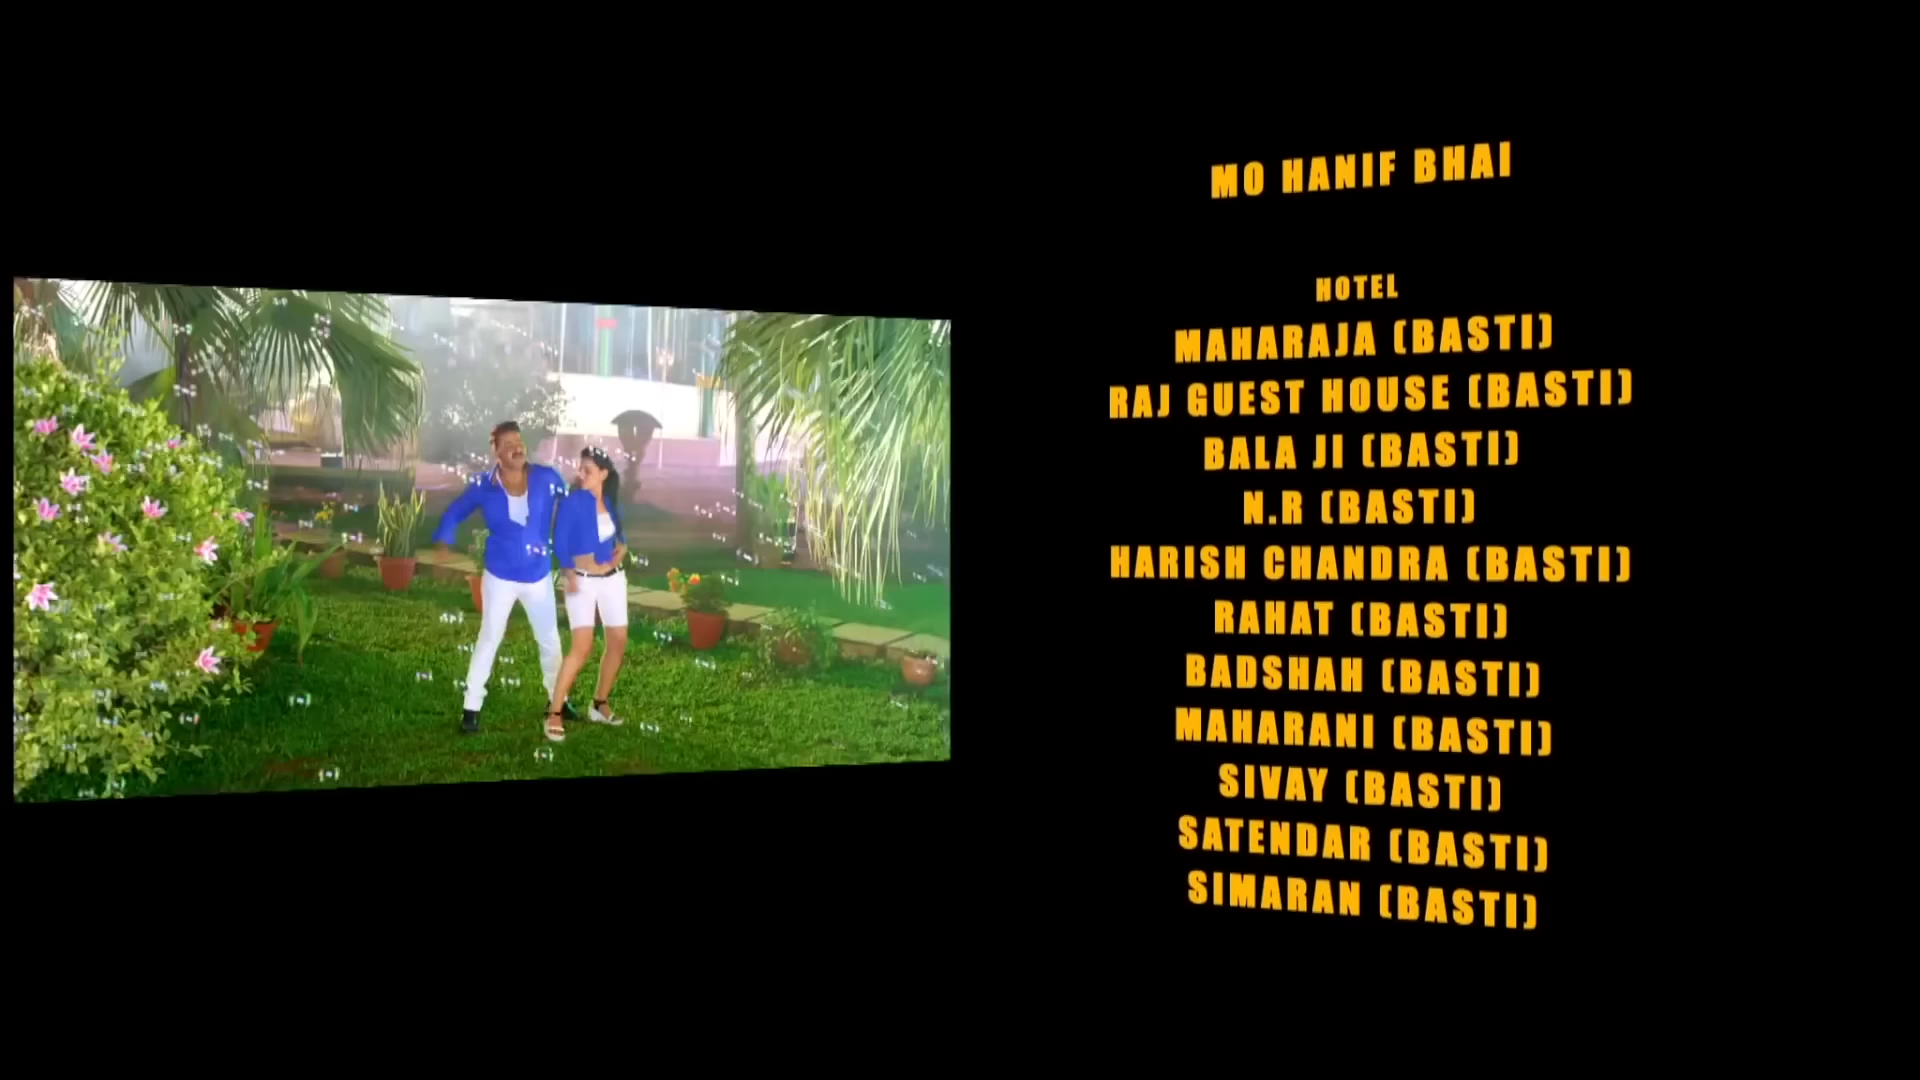 MO HANIF BHAI
HOTEL
MAHARAJA (BASTI)
RAJ GUEST HOUSE (BASTI)
BALA JI (BASTI)
N.R (BASTI)
HARISH CHANDRA (BASTI)
RAHAT (BASTI)
BADSHAH (BASTI)
MAHARANI (BASTI)
SIVAY (BASTI)
SATENDAR (BASTI)
SIMARAN (BASTI)